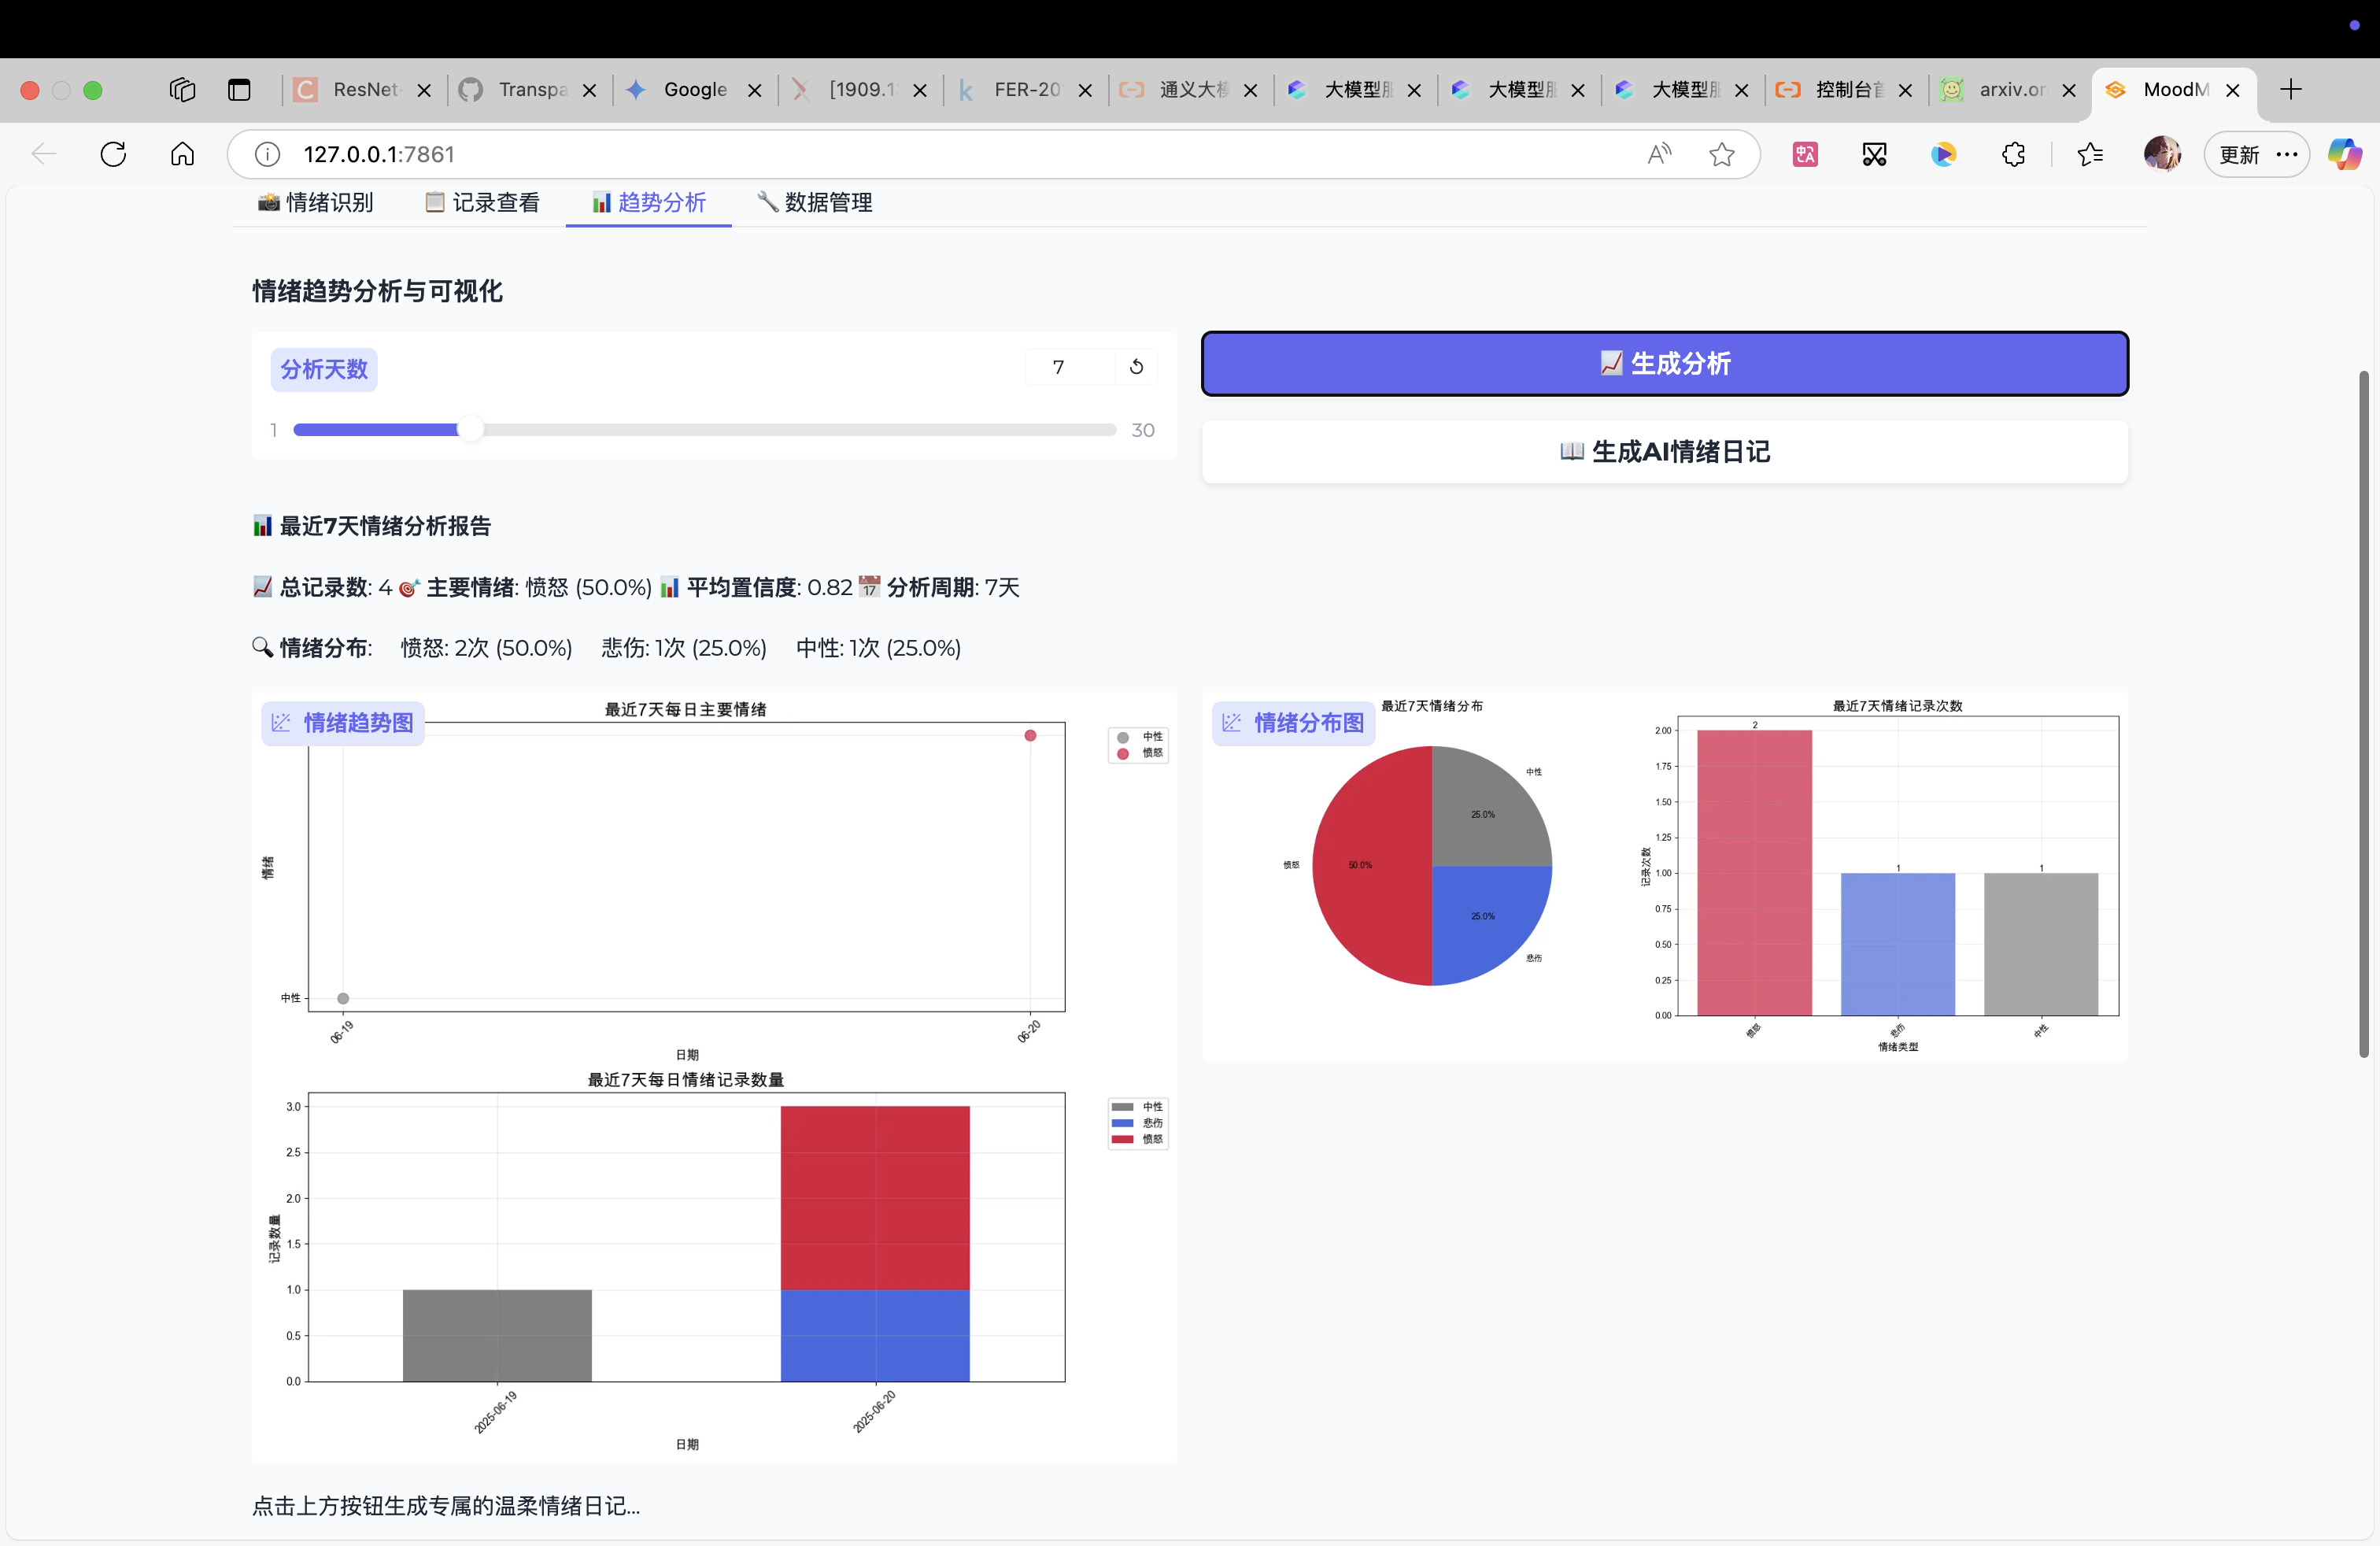 ResNet-
Transpa
Google
[1909.1
FER-20
通义大模
大模型服
大模型服
大模型服
控制台首
arxiv.or
MoodM
127.0.0.1:7861
更新
📸 情绪识别
📋 记录查看
📊 趋势分析
🔧 数据管理
情绪趋势分析与可视化
分析天数
7
1
30
📈 生成分析
📖 生成AI情绪日记
📊 最近7天情绪分析报告
📈 总记录数: 4 🎯 主要情绪: 愤怒 (50.0%) 📊 平均置信度: 0.82 📅 分析周期: 7天
🔍 情绪分布: 愤怒: 2次 (50.0%) 悲伤: 1次 (25.0%) 中性: 1次 (25.0%)
情绪趋势图
最近7天每日主要情绪
中性
愤怒
情绪
中性
06-19
06-20
日期
最近7天每日情绪记录数量
中性
悲伤
愤怒
3.0
2.5
2.0
1.5
1.0
0.5
0.0
记录数量
2025-06-19
2025-06-20
日期
情绪分布图
最近7天情绪分布
中性
25.0%
愤怒
50.0%
25.0%
悲伤
最近7天情绪记录次数
2.00
1.75
1.50
1.25
1.00
0.75
0.50
0.25
0.00
记录次数
2
1
1
愤怒
悲伤
中性
情绪类型
点击上方按钮生成专属的温柔情绪日记...